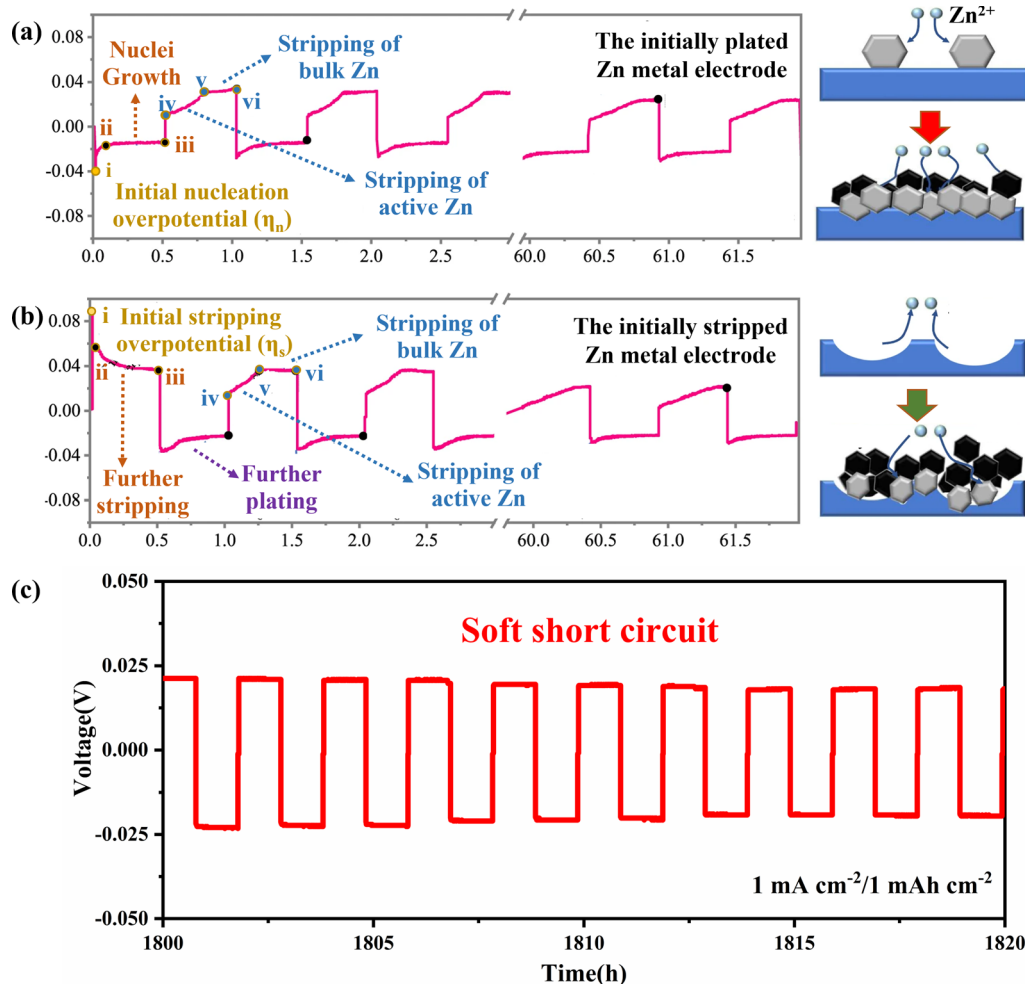 (a)
0.08
0.04
0.00
-0.04
-0.08
Nuclei
Growth
i
ii
iii
iv
v
vi
Stripping of
bulk Zn
Stripping of
active Zn
Initial nucleation
overpotential (ηn)
The initially plated
Zn metal electrode
Zn2+
0.0 0.5 1.0 1.5 2.0 2.5 60.0 60.5 61.0 61.5
(b)
0.08
0.04
0.00
-0.04
-0.08
i
Initial stripping
overpotential (ηs)
ii
iii
iv
v
vi
Stripping of
bulk Zn
The initially stripped
Zn metal electrode
Further
stripping
Further
plating
Stripping of
active Zn
0.0 0.5 1.0 1.5 2.0 2.5 60.0 60.5 61.0 61.5
(c)
0.050
0.025
0.000
-0.025
-0.050
Voltage(V)
Soft short circuit
1 mA cm-2/1 mAh cm-2
1800 1805 1810 1815 1820
Time(h)